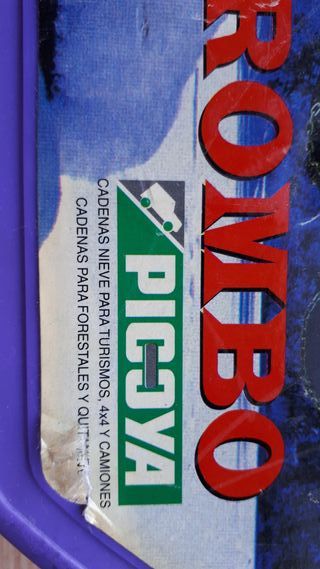 ROMBO
PICOYA
CADENAS NIEVE PARA TURISMOS, 4x4 Y CAMIONES
CADENAS PARA FORESTALES Y